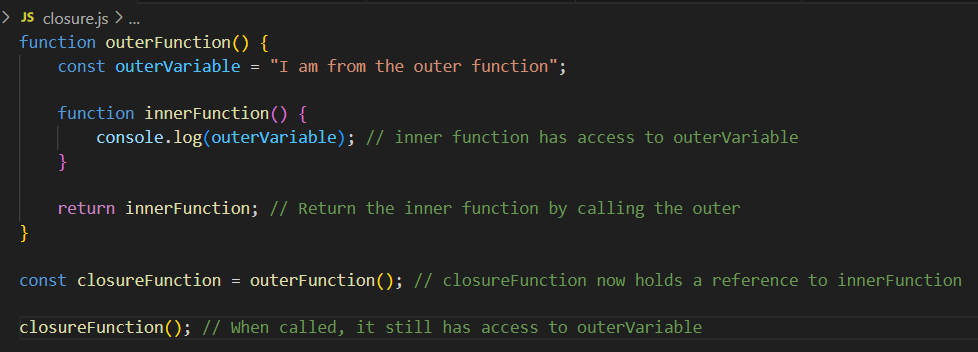 > JS closure.js > ...
function outerFunction() {
    const outerVariable = "I am from the outer function";

    function innerFunction() {
        console.log(outerVariable); // inner function has access to outerVariable
    }

    return innerFunction; // Return the inner function by calling the outer
}

const closureFunction = outerFunction(); // closureFunction now holds a reference to innerFunction

closureFunction(); // When called, it still has access to outerVariable